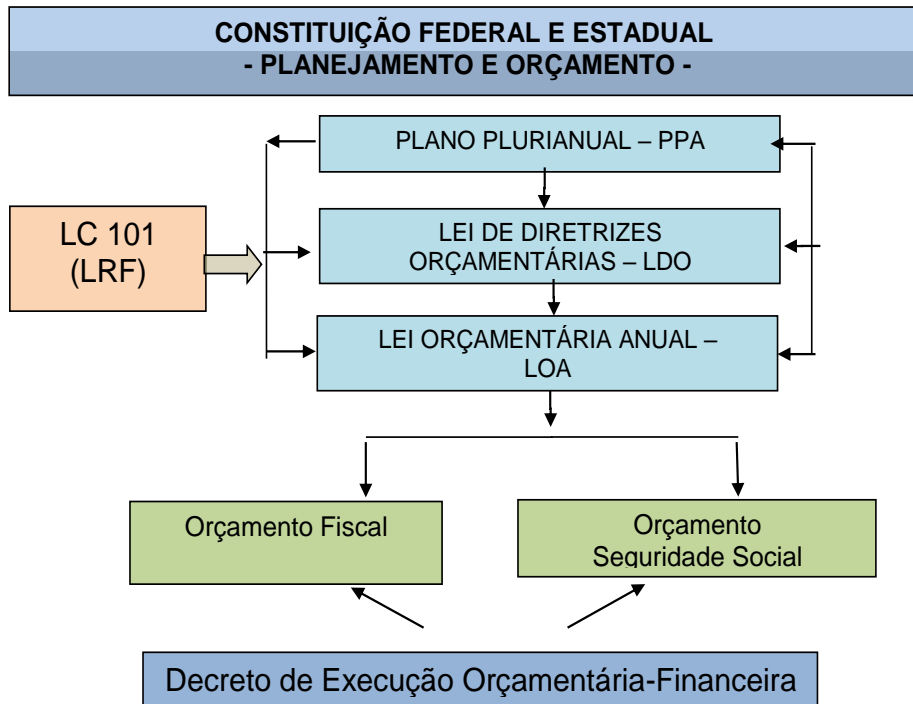 CONSTITUIÇÃO FEDERAL E ESTADUAL
- PLANEJAMENTO E ORÇAMENTO -
PLANO PLURIANUAL – PPA
LC 101
(LRF)
LEI DE DIRETRIZES
ORÇAMENTÁRIAS – LDO
LEI ORÇAMENTÁRIA ANUAL –
LOA
Orçamento Fiscal
Orçamento
Seguridade Social
Decreto de Execução Orçamentária-Financeira